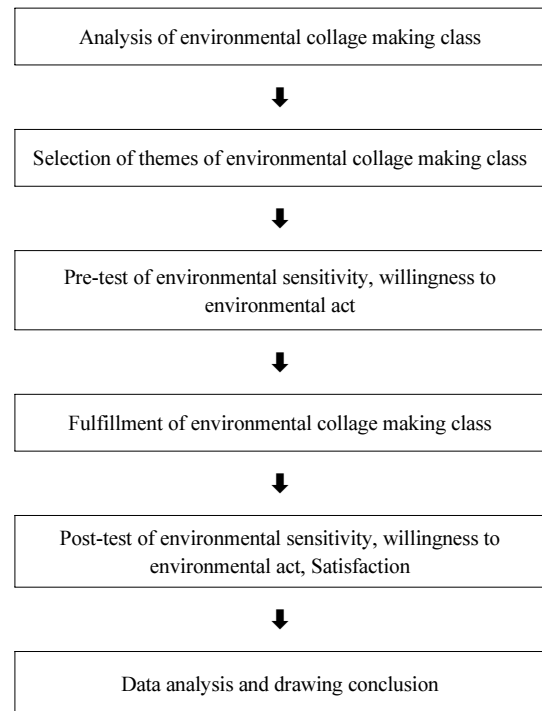 Analysis of environmental collage making class
Selection of themes of environmental collage making class
Pre-test of environmental sensitivity, willingness to
environmental act
Fulfillment of environmental collage making class
Post-test of environmental sensitivity, willingness to
environmental act, Satisfaction
Data analysis and drawing conclusion